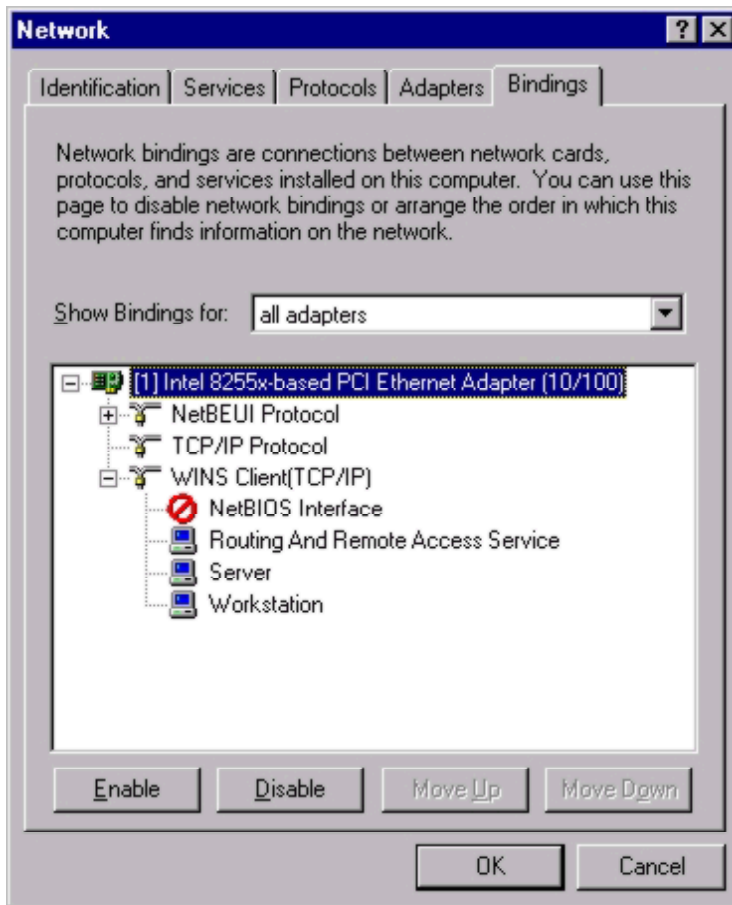 Network
Identification
Services
Protocols
Adapters
Bindings
Network bindings are connections between network cards,
protocols, and services installed on this computer. You can use this
page to disable network bindings or arrange the order in which this
computer finds information on the network.
Show Bindings for:
all adapters
[1] Intel 8255x-based PCI Ethernet Adapter (10/100)
NetBEUI Protocol
TCP/IP Protocol
WINS Client(TCP/IP)
NetBIOS Interface
Routing And Remote Access Service
Server
Workstation
Enable
Disable
Move Up
Move Down
OK
Cancel